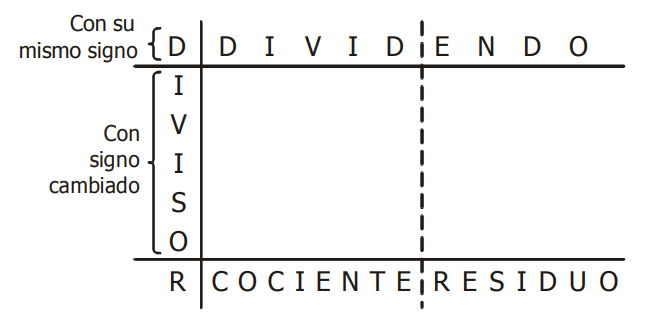 Con su
mismo signo
D D I V I D E N D O
I
V
Con
signo
cambiado
I
S
O
R C O C I E N T E R E S I D U O